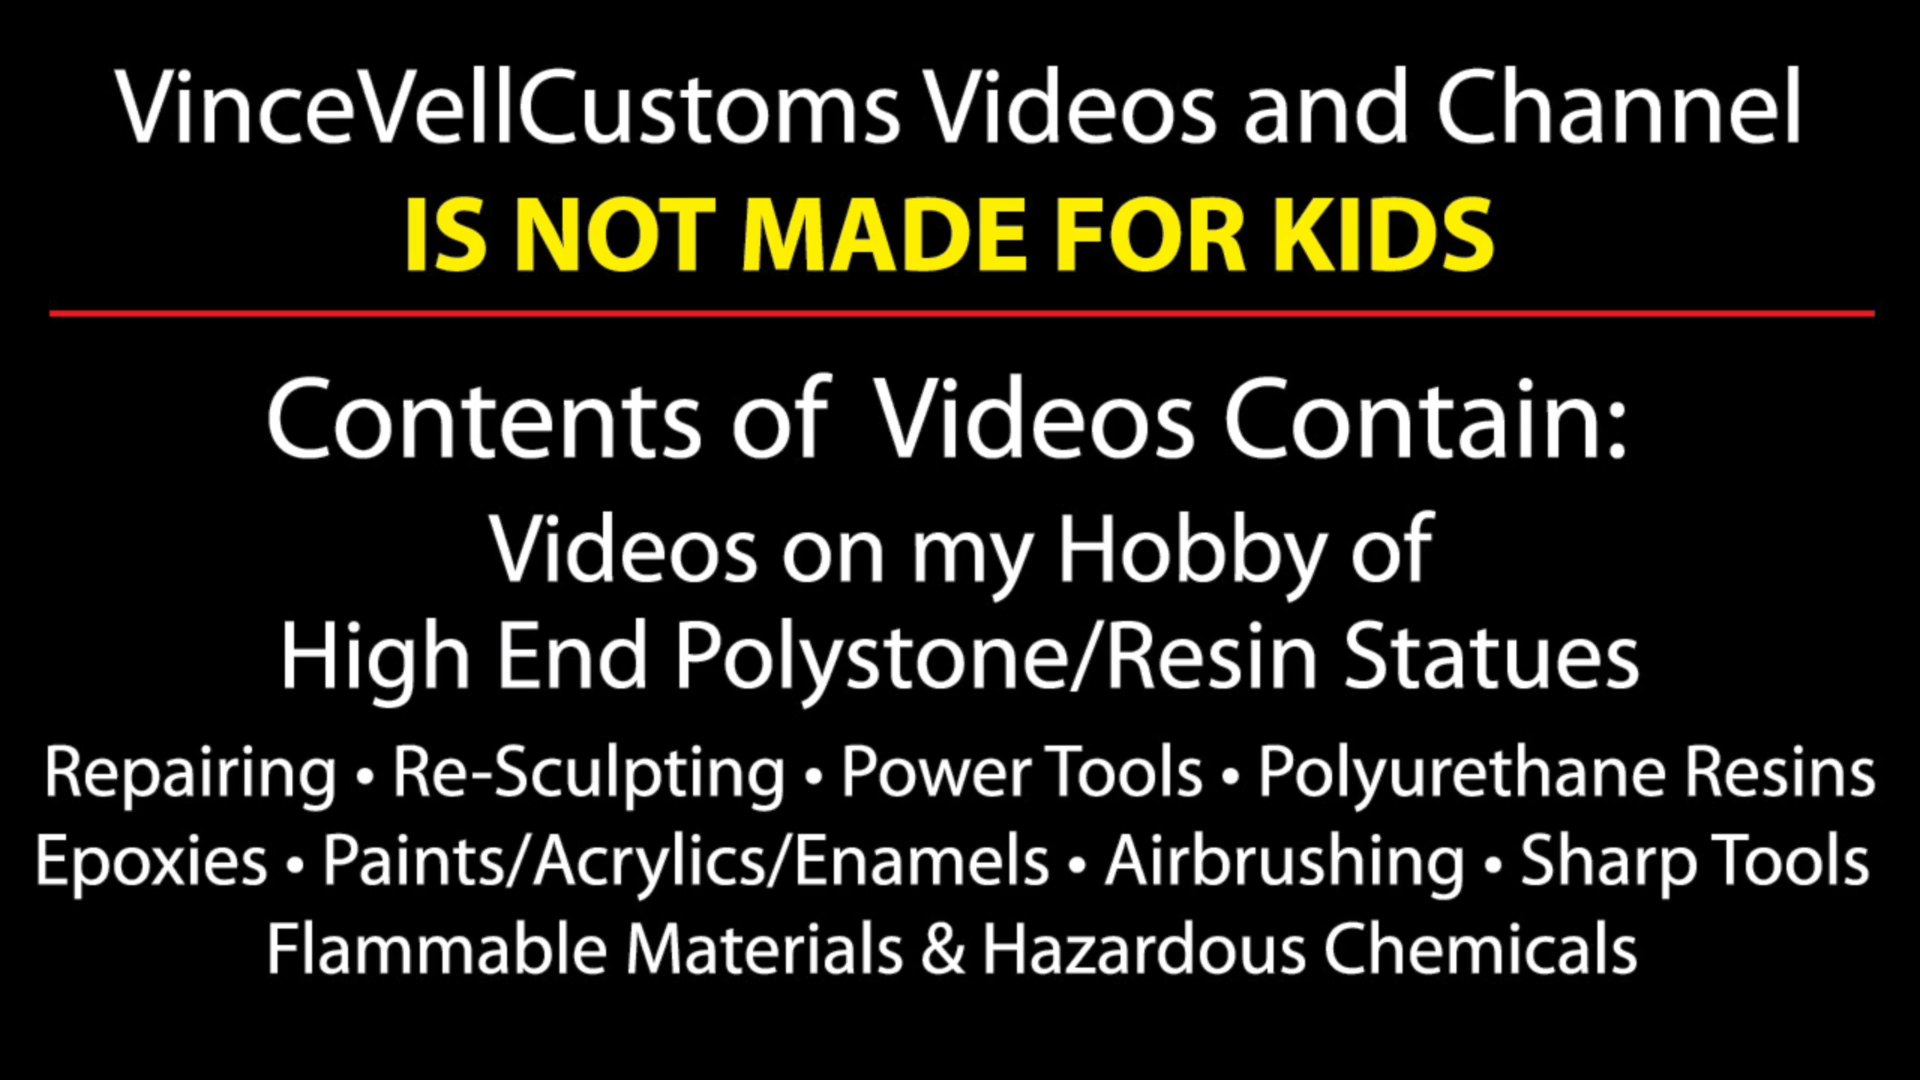 VinceVellCustoms Videos and Channel
IS NOT MADE FOR KIDS
Contents of Videos Contain:
Videos on my Hobby of
High End Polystone/Resin Statues
Repairing • Re-Sculpting • Power Tools • Polyurethane Resins
Epoxies • Paints/Acrylics/Enamels • Airbrushing • Sharp Tools
Flammable Materials & Hazardous Chemicals